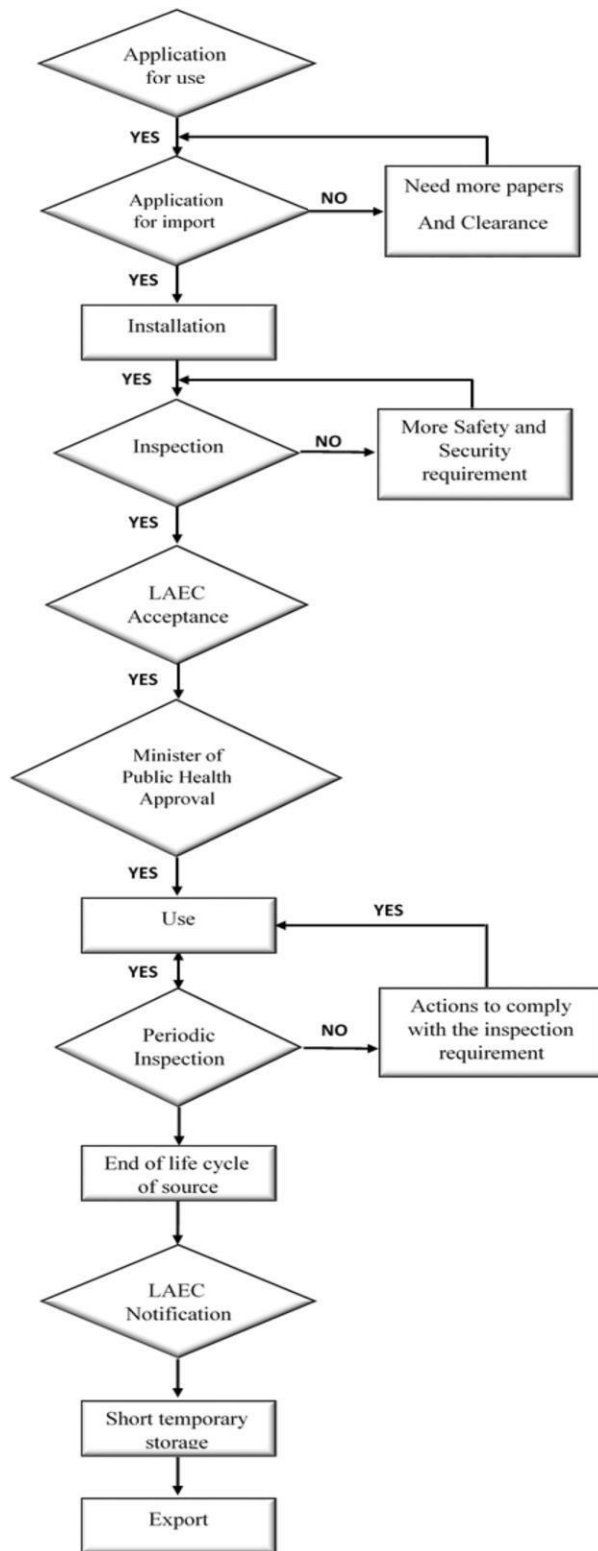 Application
for use
YES
Application
for import
NO
Need more papers
And Clearance
YES
Installation
YES
Inspection
NO
More Safety and
Security
requirement
YES
LAEC
Acceptance
YES
Minister of
Public Health
Approval
YES
Use
YES
YES
Periodic
Inspection
NO
Actions to comply
with the inspection
requirement
End of life cycle
of source
LAEC
Notification
Short temporary
storage
Export